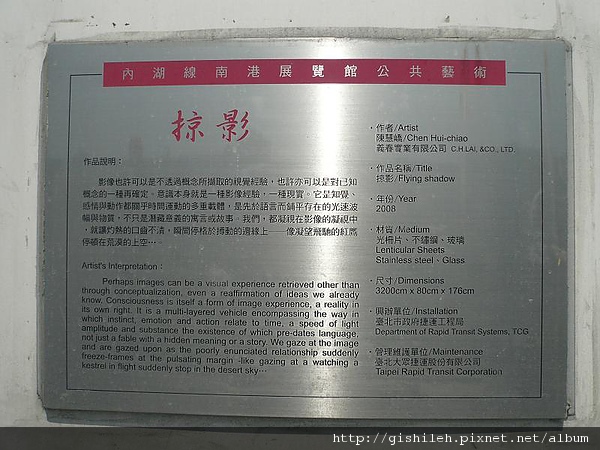 內湖線南港展覽館公共藝術
掠影
作品說明：
影像也許可以是不透過概念所擷取的視覺經驗，也許亦可以是對已知
概念的一種再確定。意識本身就是一種影像經驗，一種現實。它是知覺、
感情與動作都關乎時間運動的多重載體，是先於語言而鋪平存在的光速波
幅與物質，不只是潛藏意義的寓言或故事。我們，都凝視在影像的凝視中
，就讓灼熱的口齒不清，瞬間停格於搏動的邊線上——像凝望飛馳的紅隼
停頓在荒漠的上空…
Artist's Interpretation：
Perhaps images can be a visual experience retrieved other than
through conceptualization, even a reaffirmation of ideas we already
know. Consciousness is itself a form of image experience, a reality in
its own right. It is a multi-layered vehicle encompassing the way in
which instinct, emotion and action relate to time, a speed of light
amplitude and substance the existence of which pre-dates language,
not just a fable with a hidden meaning or a story. We gaze at the image
and are gazed upon as the poorly enunciated relationship suddenly
freeze-frames at the pulsating margin -like gazing at a watching a
kestrel in flight suddenly stop in the desert sky…
·作者/Artist
陳慧嶠/Chen Hui-chiao
義春實業有限公司 C.H.LAI. &CO., LTD.
·作品名稱/Title
掠影/Flying shadow
·年份/Year
2008
·材質/Medium
光柵片、不鏽鋼、玻璃
Lenticular Sheets
Stainless steel、Glass
·尺寸/Dimensions
3200cm x 80cm x 176cm
·興辦單位/Installation
臺北市政府捷運工程局
Department of Rapid Transit Systems, TCG
·管理維護單位/Maintenance
臺北大眾捷運股份有限公司
Taipei Rapid Transit Corporation
http://gishileh.pixnet.net/album